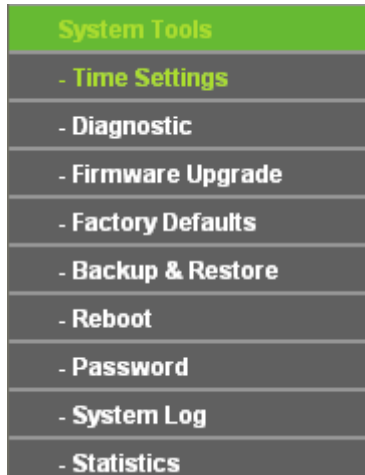 System Tools
- Time Settings
- Diagnostic
- Firmware Upgrade
- Factory Defaults
- Backup & Restore
- Reboot
- Password
- System Log
- Statistics